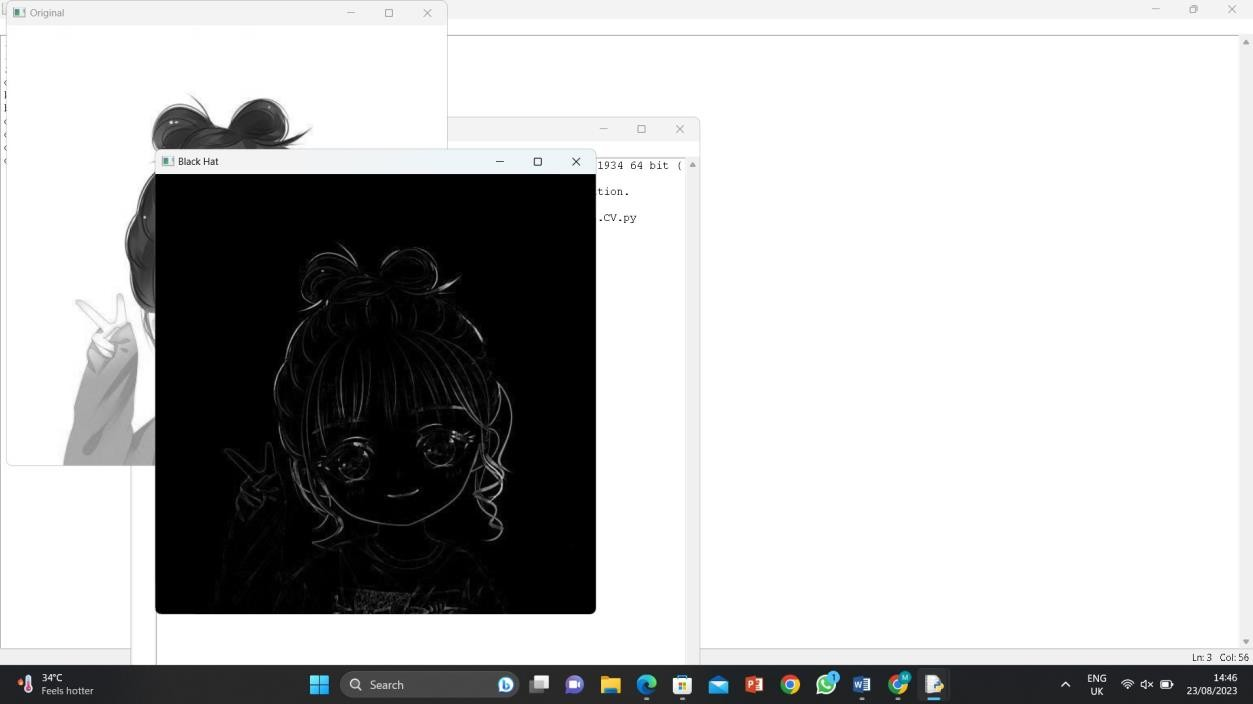 Original
Black Hat
1934 64 bit (
tion.
.CV.py
Ln: 3 Col: 56
34°C
Feels hotter
Search
1
M
ENG
UK
14:46
23/08/2023